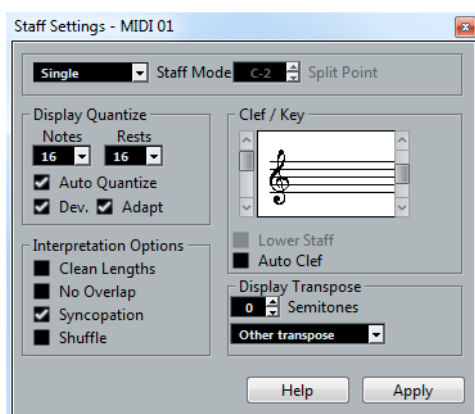 Staff Settings - MIDI 01
Single Staff Mode C-2 Split Point
Display Quantize
Notes Rests
16 16
Auto Quantize
Dev. Adapt
Interpretation Options
Clean Lengths
No Overlap
Syncopation
Shuffle
Clef / Key
Lower Staff
Auto Clef
Display Transpose
0 Semitones
Other transpose
Help Apply